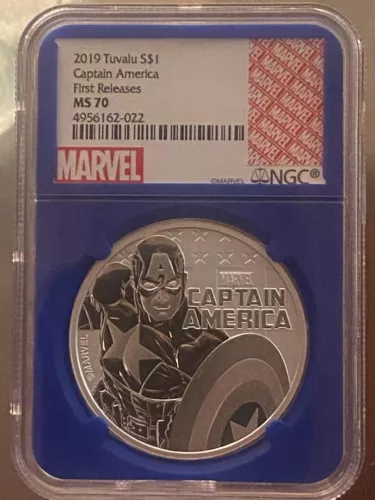 2019 Tuvalu S$1
Captain America
First Releases
MS 70
4956162-022
MARVEL
©MARVEL
NGC®
A
MARVEL
CAPTAIN
AMERICA
©MARVEL